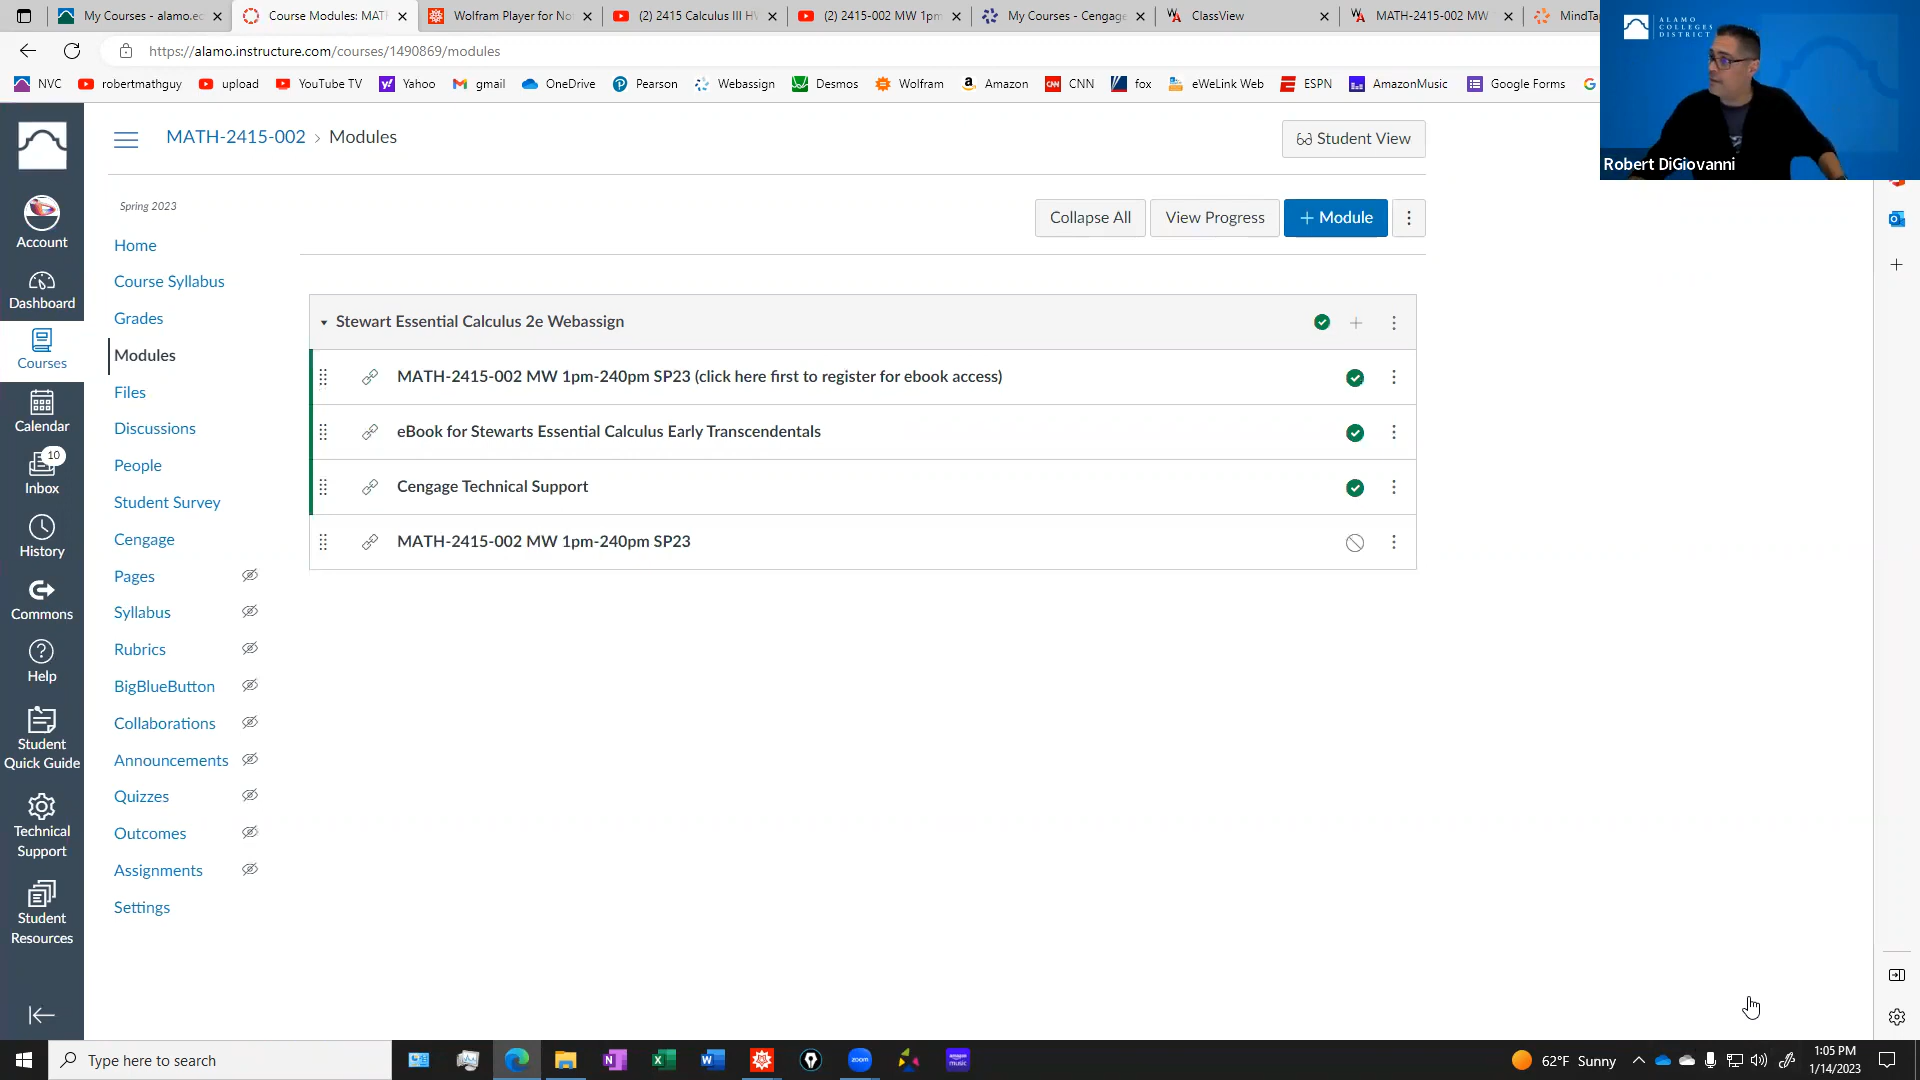 My Courses - alamo.ec
Course Modules: MATH
Wolfram Player for No
(2) 2415 Calculus III HW
(2) 2415-002 MW 1pm
My Courses - Cengage
ClassView
MATH-2415-002 MW
MindTap
https://alamo.instructure.com/courses/1490869/modules
NVC
robertmathguy
upload
YouTube TV
Yahoo
gmail
OneDrive
Pearson
Webassign
Desmos
Wolfram
Amazon
CNN
fox
eWeLink Web
ESPN
AmazonMusic
Google Forms
ALAMO
COLLEGES
DISTRICT
Robert DiGiovanni
MATH-2415-002 › Modules
Student View
Spring 2023
Collapse All
View Progress
+ Module
Account
Dashboard
Courses
Calendar
10
Inbox
History
Commons
Help
Student
Quick Guide
Technical
Support
Student
Resources
Home
Course Syllabus
Grades
Modules
Files
Discussions
People
Student Survey
Cengage
Pages
Syllabus
Rubrics
BigBlueButton
Collaborations
Announcements
Quizzes
Outcomes
Assignments
Settings
Stewart Essential Calculus 2e Webassign
MATH-2415-002 MW 1pm-240pm SP23 (click here first to register for ebook access)
eBook for Stewarts Essential Calculus Early Transcendentals
Cengage Technical Support
MATH-2415-002 MW 1pm-240pm SP23
Type here to search
zoom
62°F Sunny
1:05 PM
1/14/2023